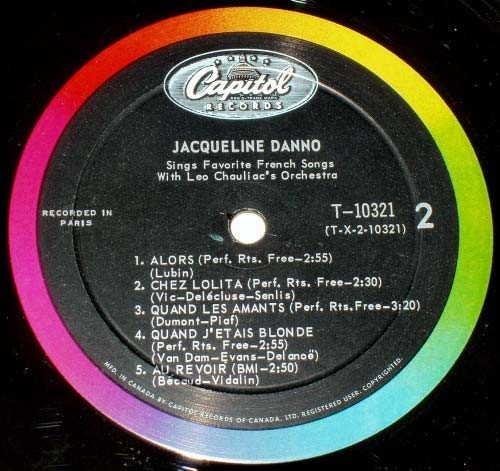 Capitol
REG'D. TRADE MARK
RECORDS
JACQUELINE DANNO
Sings Favorite French Songs
With Leo Chauliac's Orchestra
RECORDED IN
PARIS
T-10321
(T-X-2-10321)
2
1. ALORS (Perf. Rts. Free-2:55)
(Lubin)
2. CHEZ LOLITA (Perf. Rts. Free-2:30)
(Vic-Delécluse-Senlis)
3. QUAND LES AMANTS (Perf. Rts.Free-3:20)
(Dumont-Piaf)
4. QUAND J'ETAIS BLONDE
(Perf. Rts. Free-2:55)
(Van Dam-Evans-Delanoë)
5. AU REVOIR (BMI-2:50)
(Bécaud-Vidalin)
MFD. IN CANADA BY CAPITOL RECORDS OF CANADA, LTD. REGISTERED USER. COPYRIGHTED.